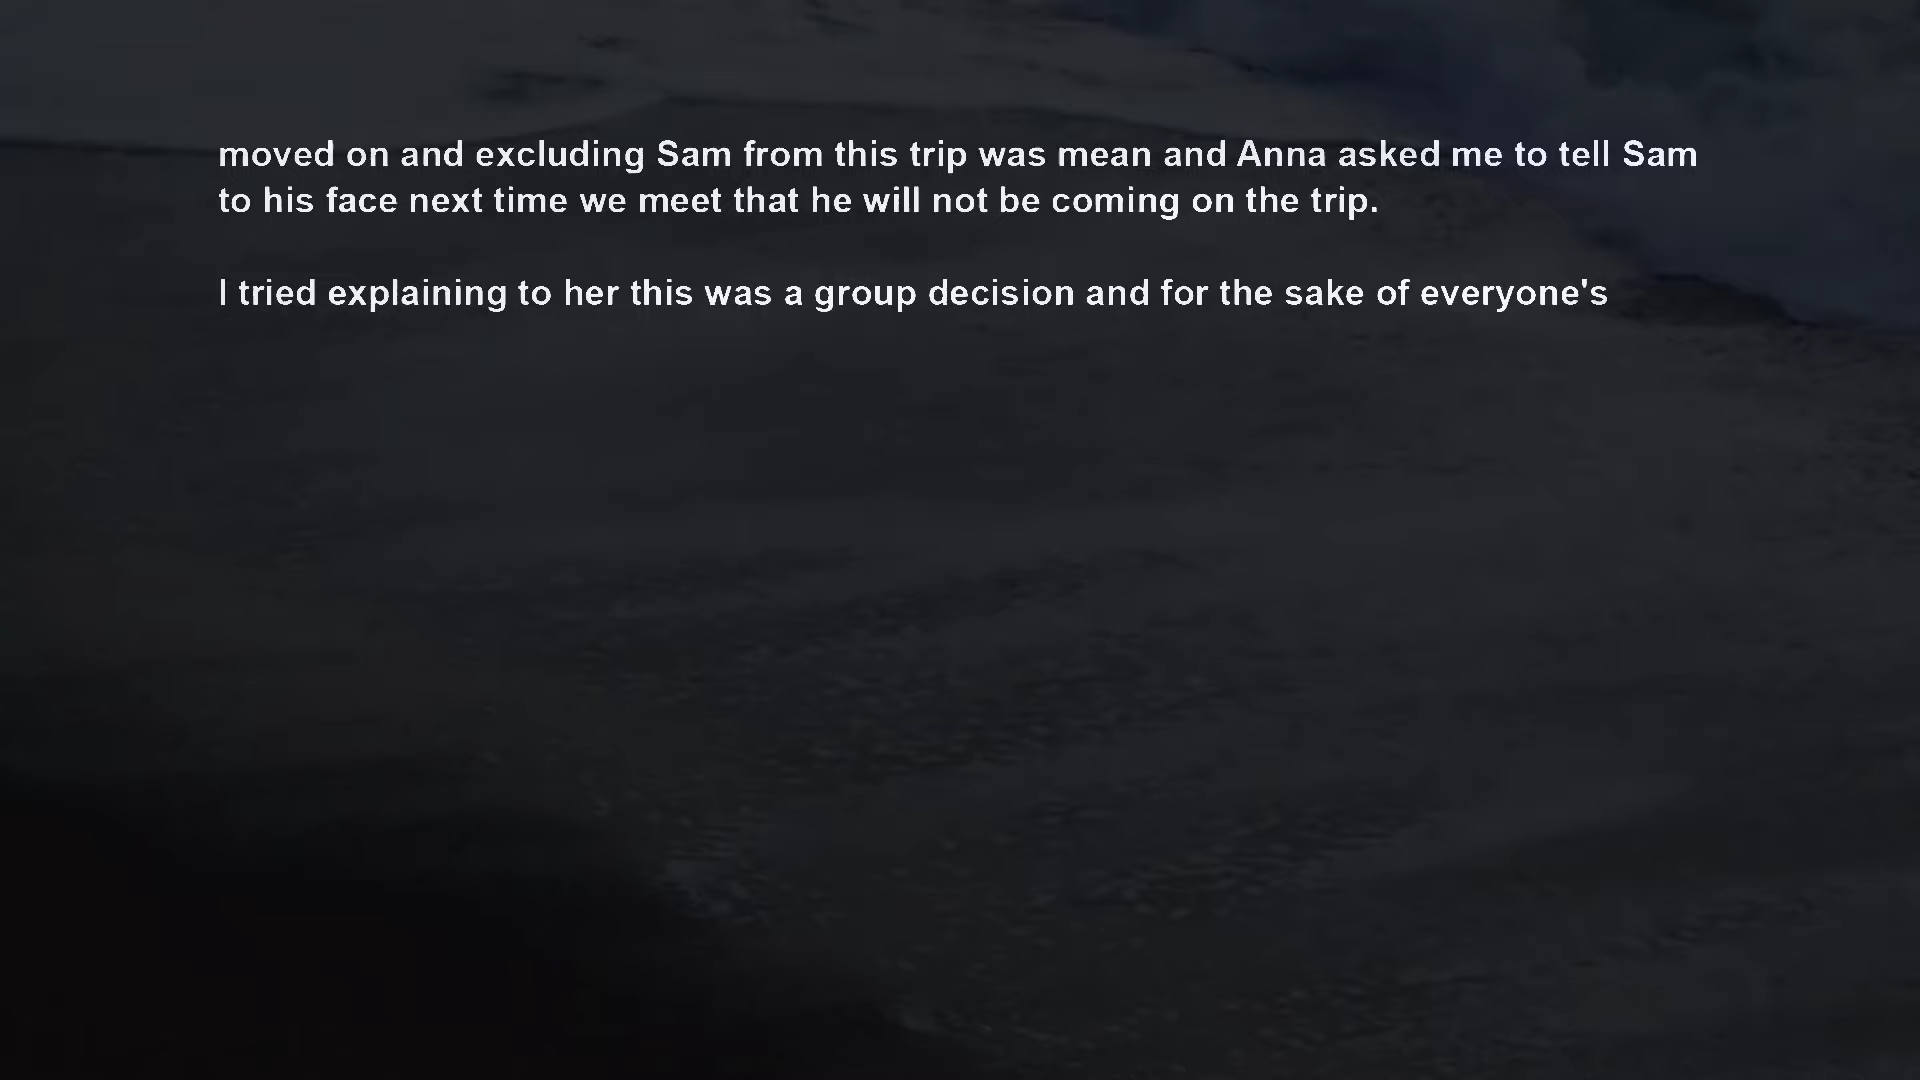 moved on and excluding Sam from this trip was mean and Anna asked me to tell Sam
to his face next time we meet that he will not be coming on the trip.
I tried explaining to her this was a group decision and for the sake of everyone's